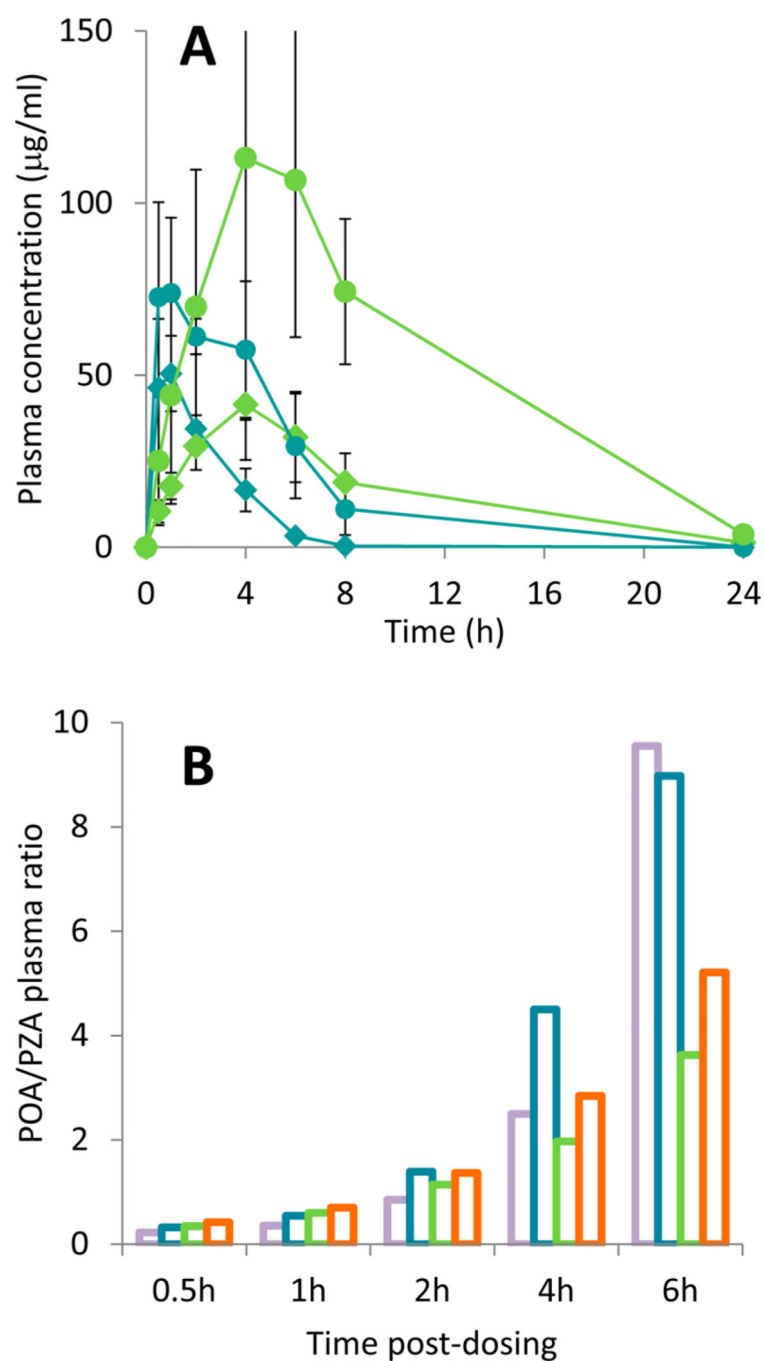 A
150
100
50
0
Plasma concentration (µg/ml)
0 4 8 12 16 20 24
Time (h)
B
10
8
6
4
2
0
POA/PZA plasma ratio
0.5h 1h 2h 4h 6h
Time post-dosing